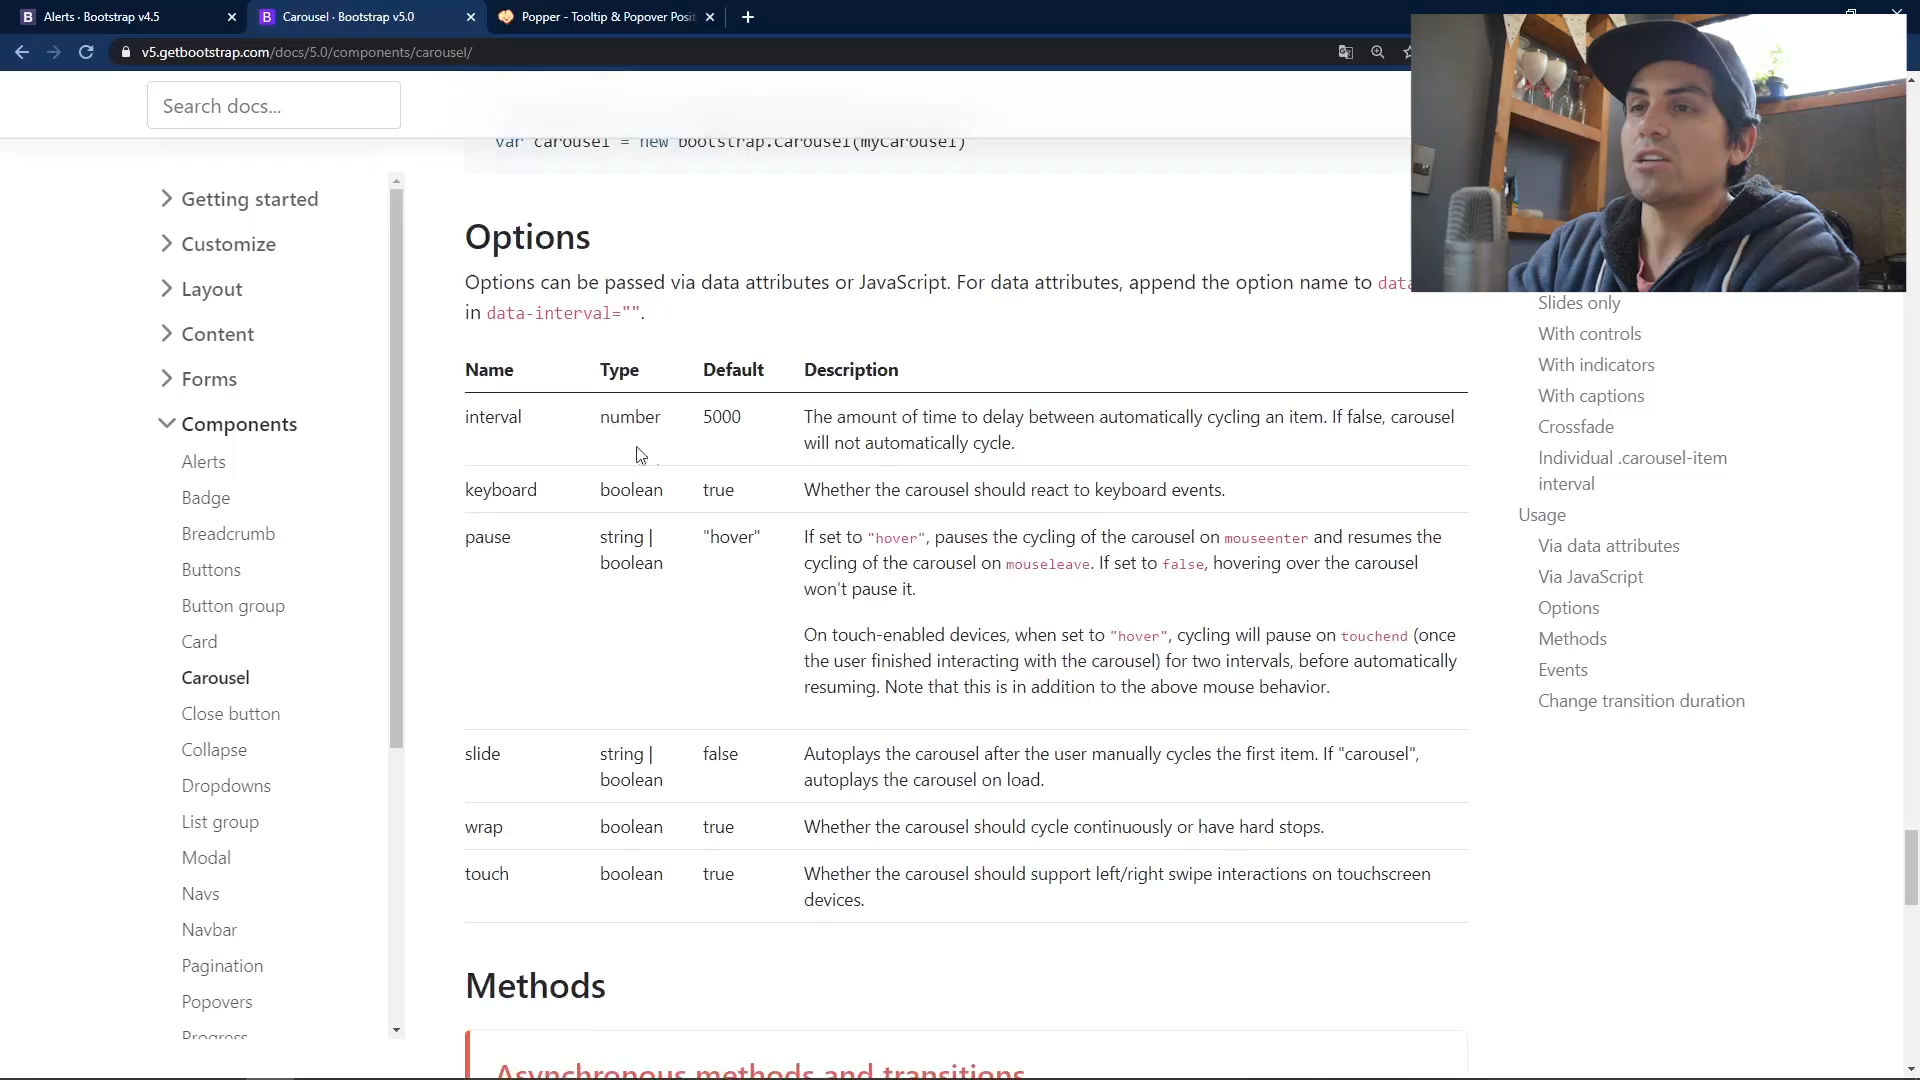 Alerts · Bootstrap v4.5
Carousel · Bootstrap v5.0
Popper - Tooltip & Popover Posit
v5.getbootstrap.com/docs/5.0/components/carousel/
Search docs...
var carousel = new bootstrap.Carousel(myCarousel)
Getting started
Customize
Layout
Content
Forms
Components
Alerts
Badge
Breadcrumb
Buttons
Button group
Card
Carousel
Close button
Collapse
Dropdowns
List group
Modal
Navs
Navbar
Pagination
Popovers
Progress
Options
Options can be passed via data attributes or JavaScript. For data attributes, append the option name to data
in data-interval="".
Name Type Default Description
interval number 5000 The amount of time to delay between automatically cycling an item. If false, carousel
will not automatically cycle.
keyboard boolean true Whether the carousel should react to keyboard events.
pause string | "hover" If set to "hover", pauses the cycling of the carousel on mouseenter and resumes the
boolean cycling of the carousel on mouseleave. If set to false, hovering over the carousel
won't pause it.
On touch-enabled devices, when set to "hover", cycling will pause on touchend (once
the user finished interacting with the carousel) for two intervals, before automatically
resuming. Note that this is in addition to the above mouse behavior.
slide string | false Autoplays the carousel after the user manually cycles the first item. If "carousel",
boolean autoplays the carousel on load.
wrap boolean true Whether the carousel should cycle continuously or have hard stops.
touch boolean true Whether the carousel should support left/right swipe interactions on touchscreen
devices.
Methods
Asynchronous methods and transitions
Slides only
With controls
With indicators
With captions
Crossfade
Individual .carousel-item
interval
Usage
Via data attributes
Via JavaScript
Options
Methods
Events
Change transition duration